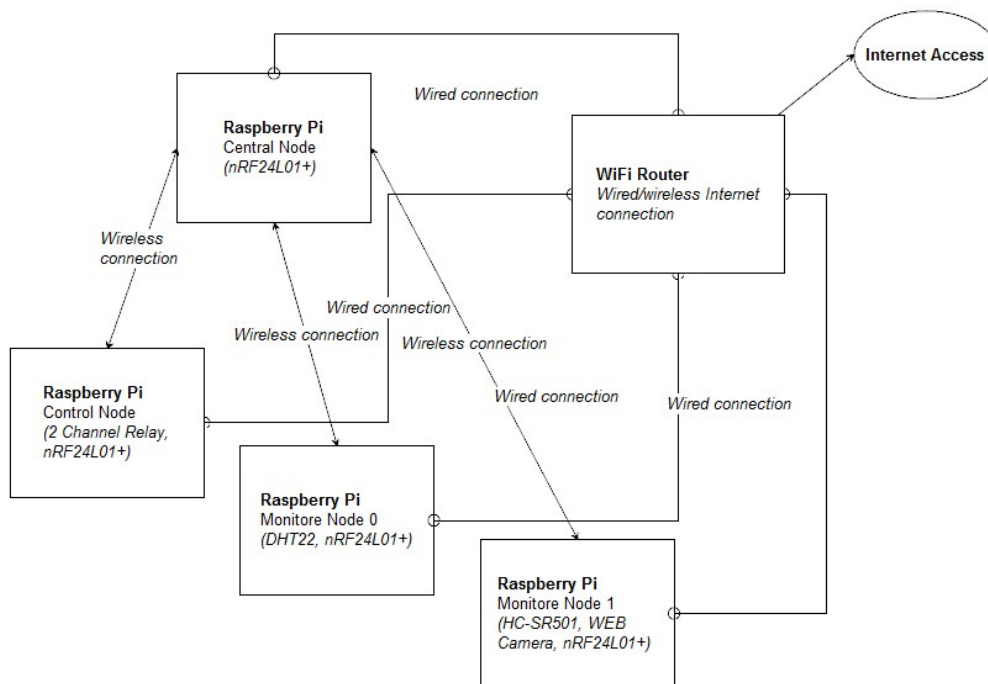 Internet Access
Wired connection
Raspberry Pi
Central Node
(nRF24L01+)
WiFi Router
Wired/wireless Internet
connection
Wireless
connection
Wired connection
Wireless connection
Wireless connection
Raspberry Pi
Control Node
(2 Channel Relay,
nRF24L01+)
Wired connection
Wired connection
Raspberry Pi
Monitore Node 0
(DHT22, nRF24L01+)
Raspberry Pi
Monitore Node 1
(HC-SR501, WEB
Camera, nRF24L01+)